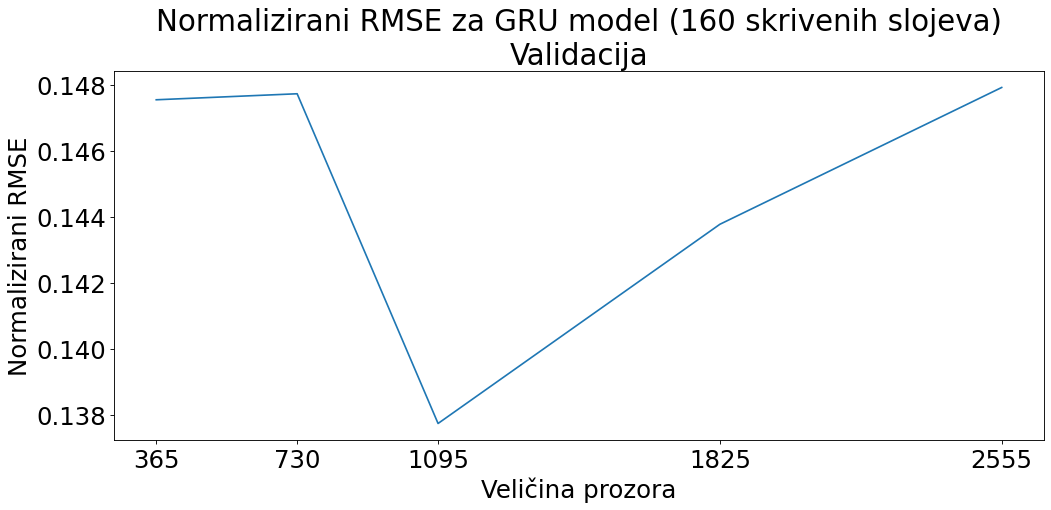 Normalizirani RMSE za GRU model (160 skrivenih slojeva)
Validacija
Normalizirani RMSE
0.148
0.146
0.144
0.142
0.140
0.138
365 730 1095 1825 2555
Veličina prozora